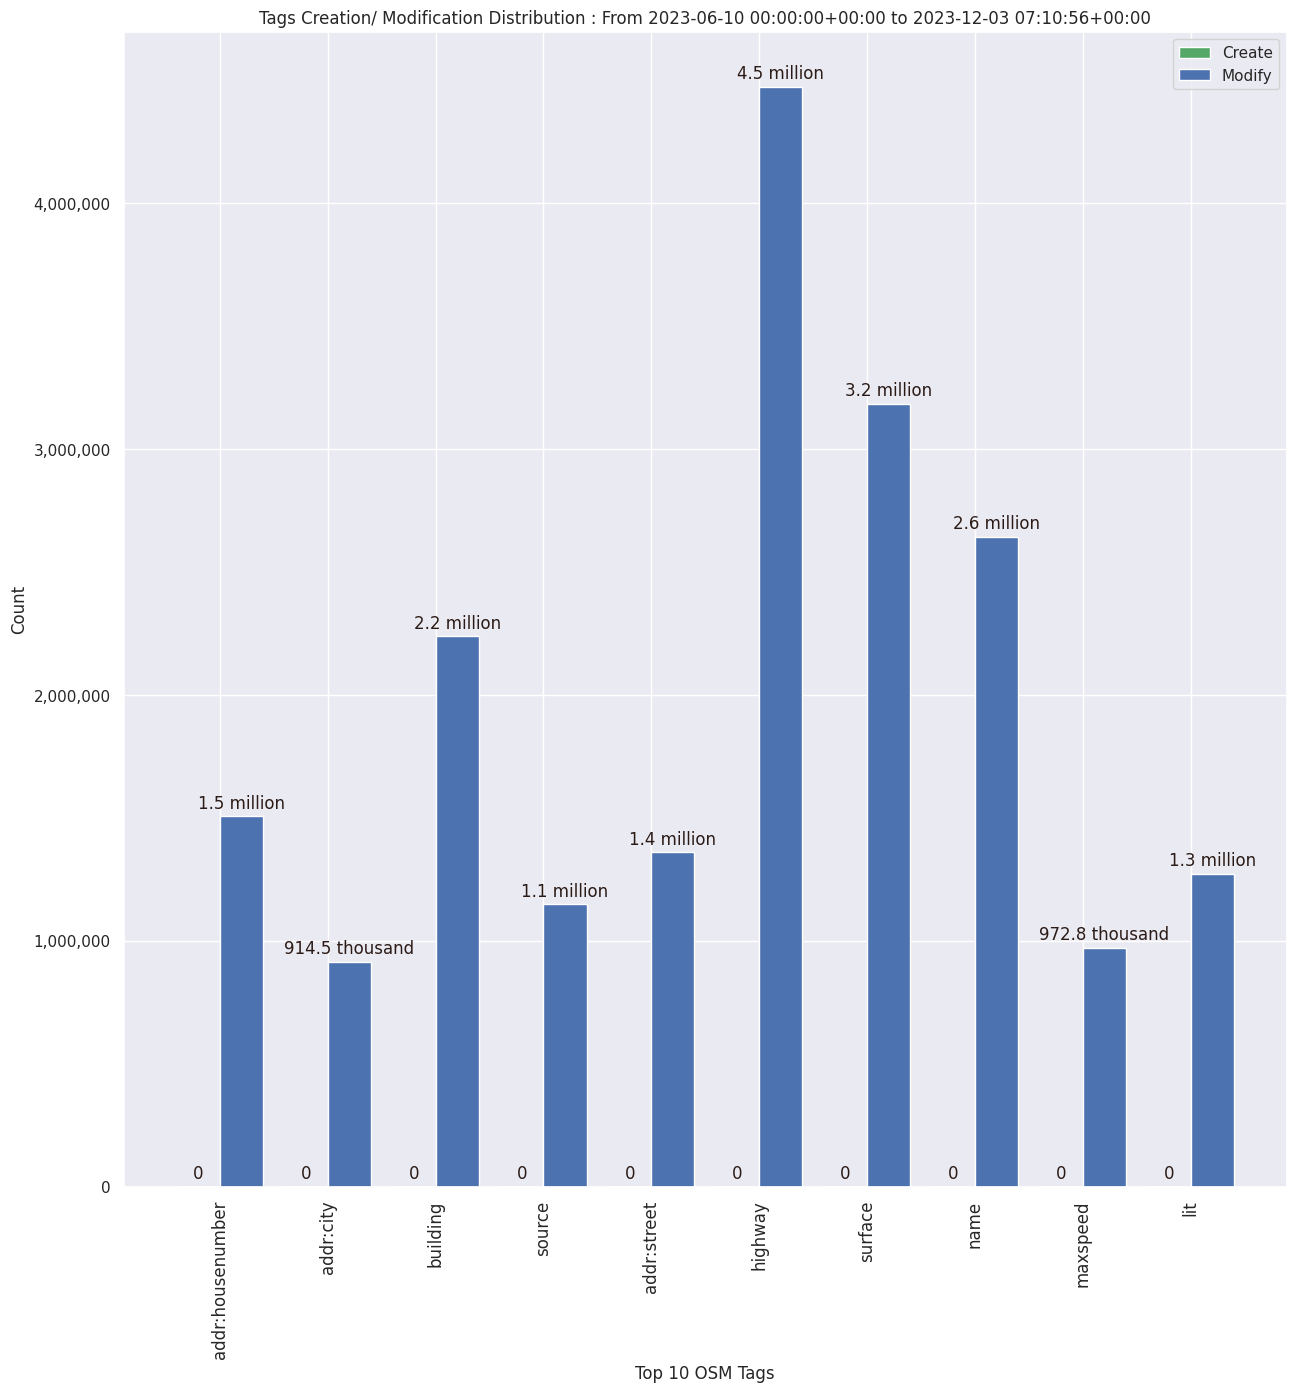 Tags Creation/ Modification Distribution : From 2023-06-10 00:00:00+00:00 to 2023-12-03 07:10:56+00:00
Create
Modify
4.5 million
4,000,000
3.2 million
3,000,000
2.6 million
2.2 million
2,000,000
1.5 million
1.4 million
1.3 million
1.1 million
972.8 thousand
914.5 thousand
1,000,000
0
0
0
0
0
0
0
0
0
0
0
Count
addr:housenumber
addr:city
building
source
addr:street
highway
surface
name
maxspeed
lit
Top 10 OSM Tags